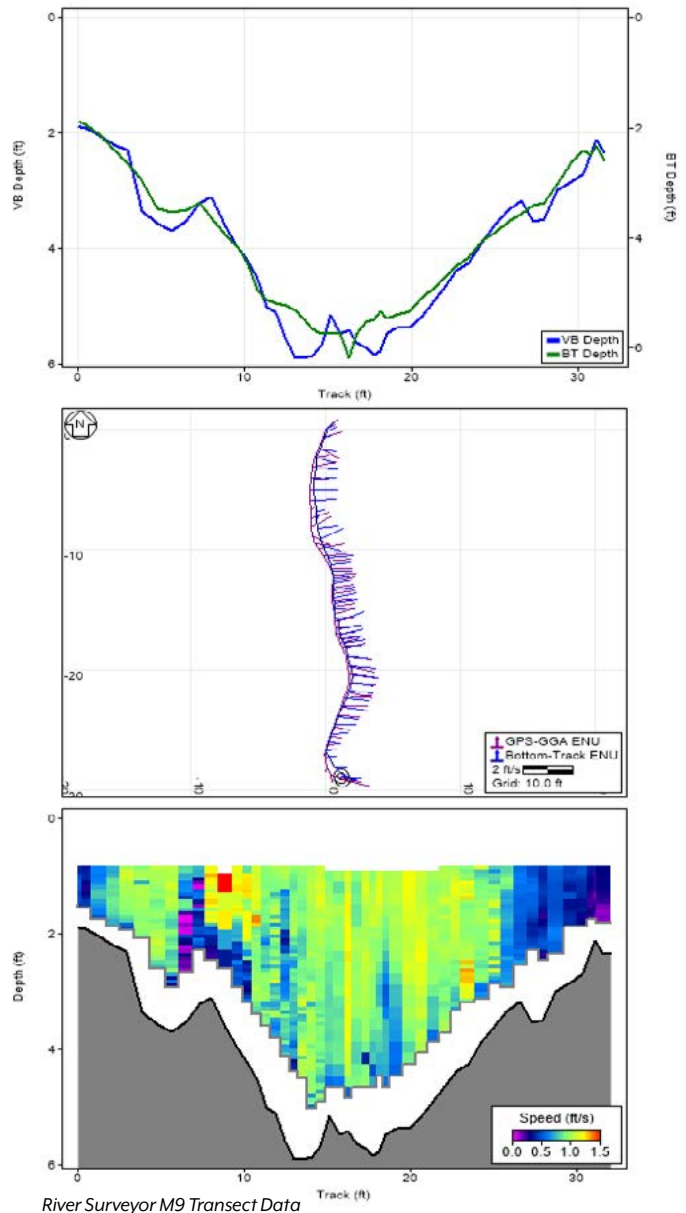 0
0
2
2
4
4
6
0
VB Depth (ft)
BT Depth (ft)
VB Depth
BT Depth
0 10 20 30
Track (ft)
N
-10
-20
GPS-GGA ENU
Bottom-Track ENU
2 ft/s
Grid: 10.0 ft
10
0
10
0
2
4
6
Depth (ft)
Speed (ft/s)
0.0 0.5 1.0 1.5
0 10 20 30
Track (ft)
River Surveyor M9 Transect Data